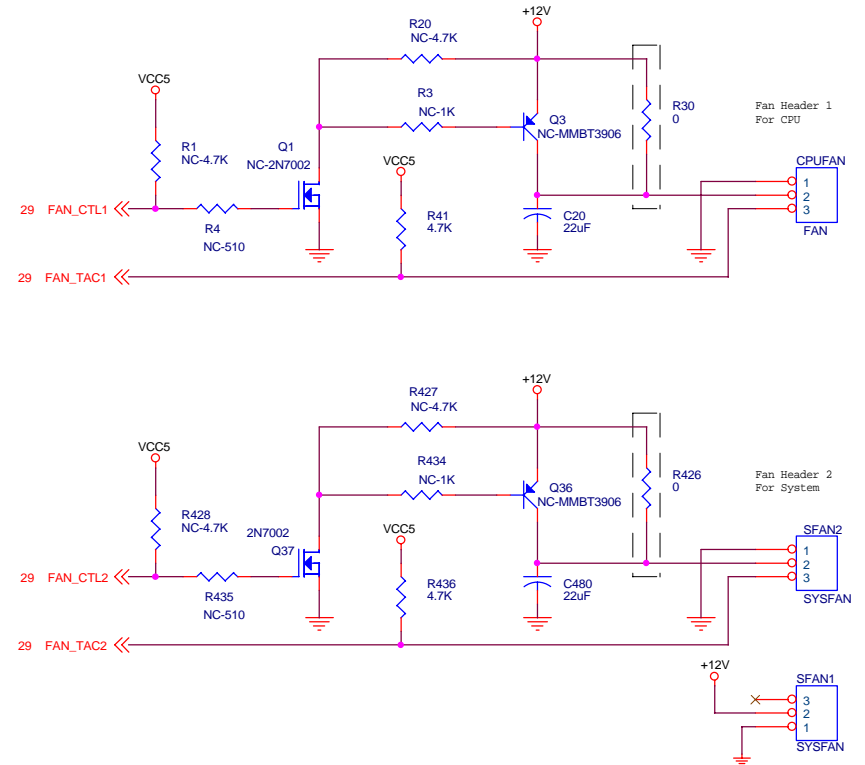 +12V
R20
NC-4.7K
VCC5
R3
NC-1K
R30
0
Fan Header 1
For CPU
Q3
NC-MMBT3906
R1
NC-4.7K
Q1
NC-2N7002
VCC5
CPUFAN
1
2
3
FAN
29 FAN_CTL1
R4
NC-510
R41
4.7K
C20
22uF
29 FAN_TAC1
+12V
R427
NC-4.7K
VCC5
R434
NC-1K
R426
0
Fan Header 2
For System
Q36
NC-MMBT3906
R428
NC-4.7K
2N7002
Q37
VCC5
SFAN2
1
2
3
SYSFAN
29 FAN_CTL2
R435
NC-510
R436
4.7K
C480
22uF
29 FAN_TAC2
+12V
SFAN1
3
2
1
SYSFAN